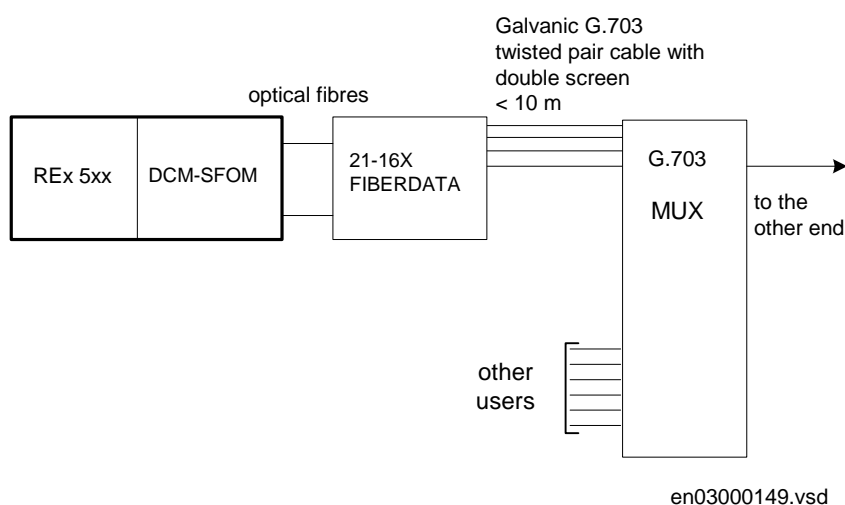 Galvanic G.703
twisted pair cable with
double screen
< 10 m
optical fibres
REx 5xx
DCM-SFOM
21-16X
FIBERDATA
G.703
MUX
to the
other end
other
users
en03000149.vsd